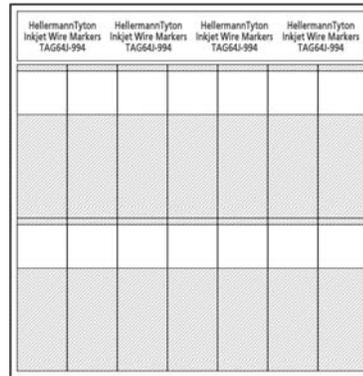 HellermannTyton HellermannTyton HellermannTyton HellermannTyton
Inkjet Wire Markers Inkjet Wire Markers Inkjet Wire Markers Inkjet Wire Markers
TAG64J-994 TAG64J-994 TAG64J-994 TAG64J-994